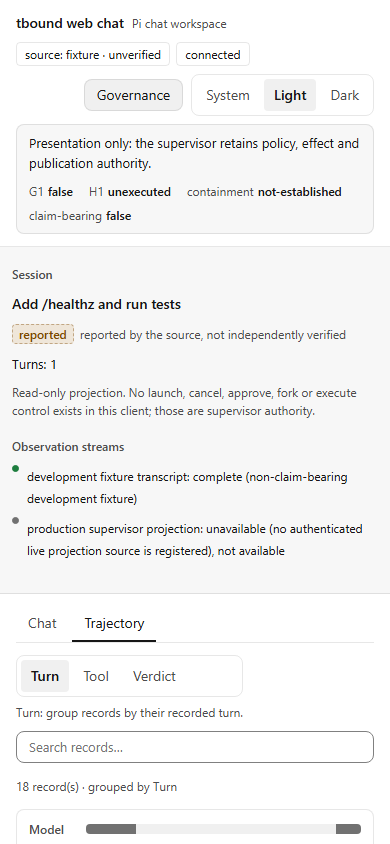 tbound web chat Pi chat workspace
source: fixture · unverified connected
Governance System Light Dark
Presentation only: the supervisor retains policy, effect and
publication authority.
G1 false H1 unexecuted containment not-established
claim-bearing false
Session
Add /healthz and run tests
reported reported by the source, not independently verified
Turns: 1
Read-only projection. No launch, cancel, approve, fork or execute
control exists in this client; those are supervisor authority.
Observation streams
development fixture transcript: complete (non-claim-bearing
development fixture)
production supervisor projection: unavailable (no authenticated
live projection source is registered), not available
Chat Trajectory
Turn Tool Verdict
Turn: group records by their recorded turn.
Search records...
18 record(s) · grouped by Turn
Model